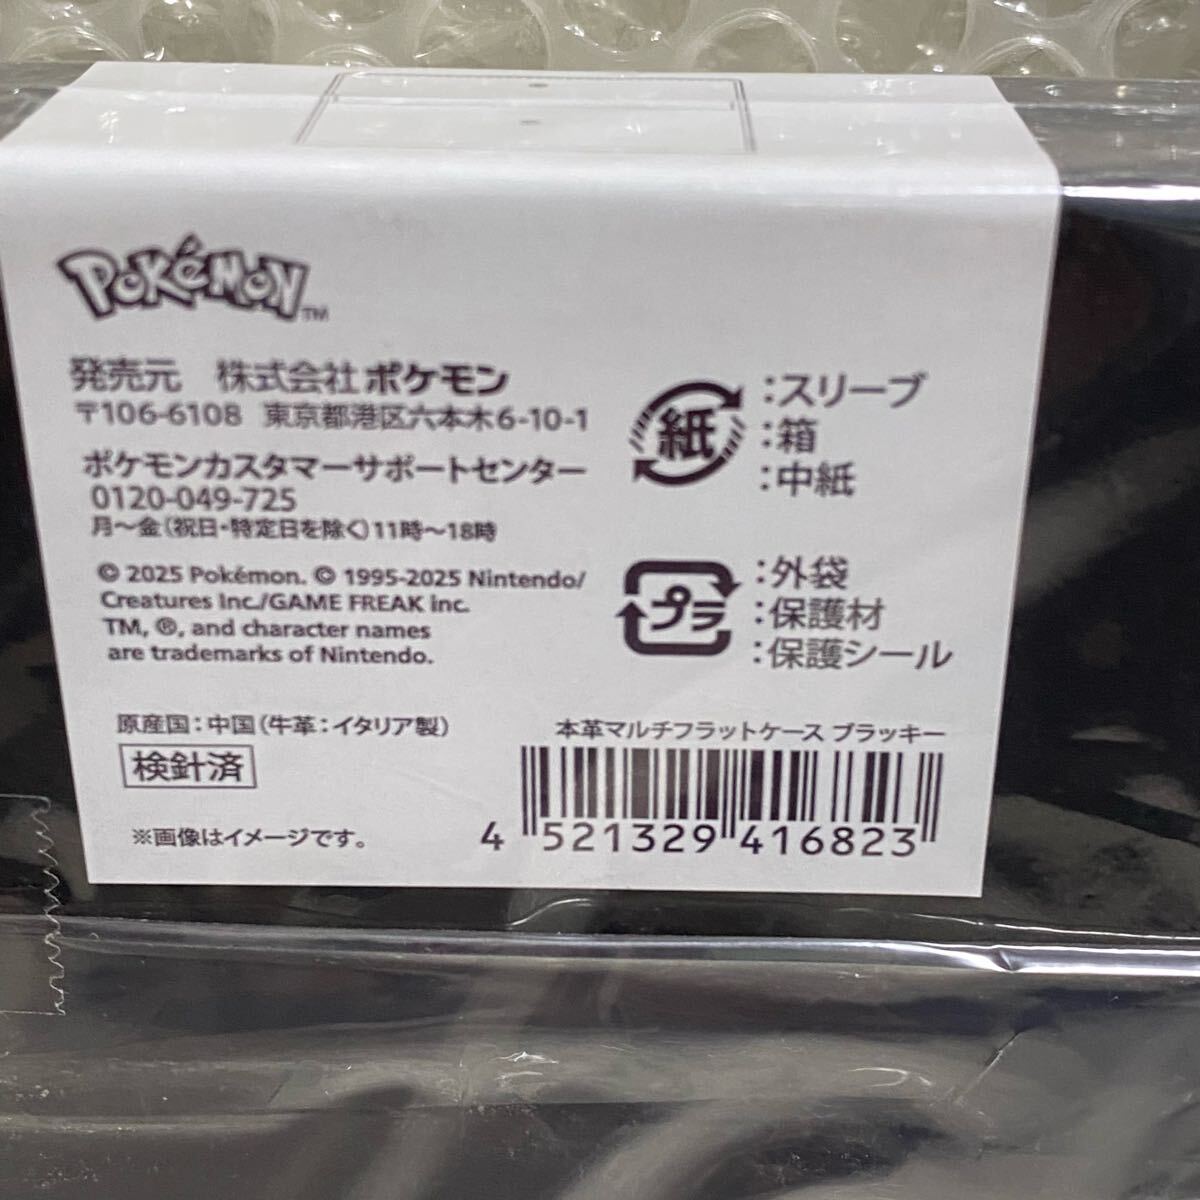 POKéMON TM
発売元 株式会社ポケモン
〒106-6108 東京都港区六本木6-10-1
ポケモンカスタマーサポートセンター
0120-049-725
月～金(祝日・特定日を除く)11時～18時
© 2025 Pokémon. © 1995-2025 Nintendo/
Creatures Inc./GAME FREAK inc.
TM, ®, and character names
are trademarks of Nintendo.
原産国：中国(牛革：イタリア製)
検針済
※画像はイメージです。
紙
：スリーブ
：箱
：中紙
プラ
：外袋
：保護材
：保護シール
本革マルチフラットケース ブラッキー
4 521329 416823